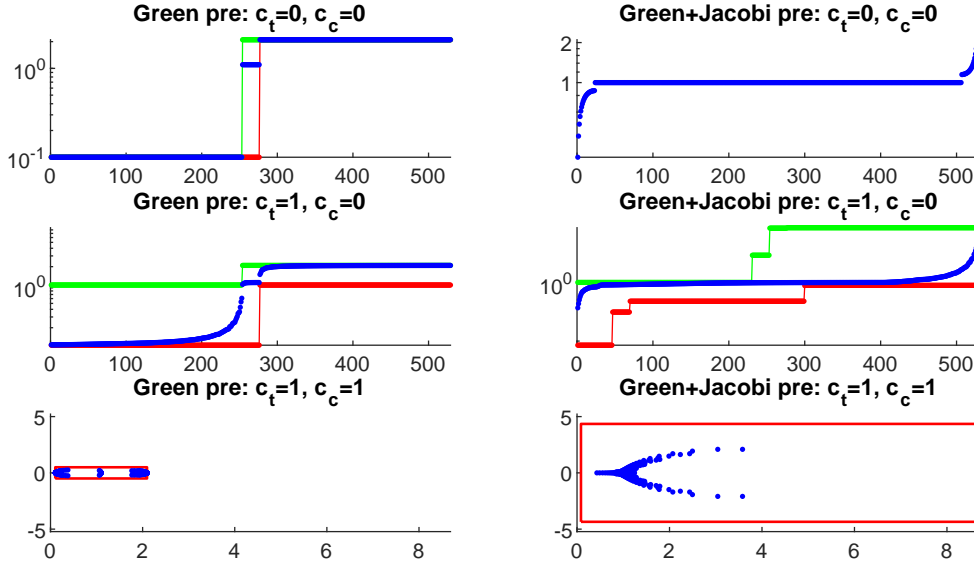 Green pre: c_t=0, c_c=0
10^0
10^-1
0 100 200 300 400 500
Green+Jacobi pre: c_t=0, c_c=0
2
1
0 100 200 300 400 500
Green pre: c_t=1, c_c=0
10^0
0 100 200 300 400 500
Green+Jacobi pre: c_t=1, c_c=0
10^0
0 100 200 300 400 500
Green pre: c_t=1, c_c=1
5
0
-5
0 2 4 6 8
Green+Jacobi pre: c_t=1, c_c=1
5
0
-5
0 2 4 6 8